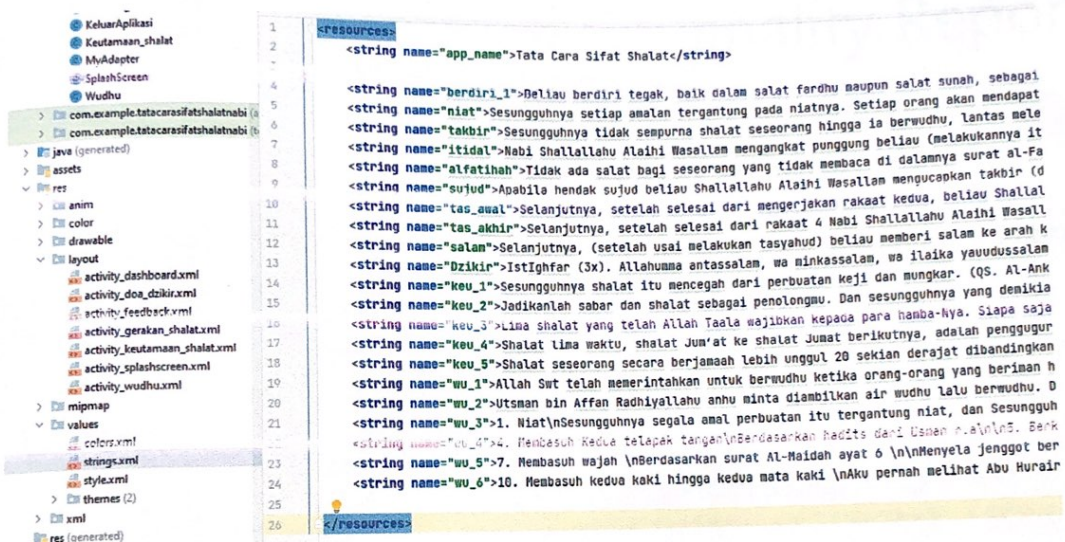 KeluarAplikasi
Keutamaan_shalat
MyAdapter
SplashScreen
Wudhu
com.example.tatacarasifatshalatnabi (a
com.example.tatacarasifatshalatnabi (t
java (generated)
assets
res
anim
color
drawable
layout
activity_dashboard.xml
activity_doa_dzikir.xml
activity_feedback.xml
activity_gerakan_shalat.xml
activity_keutamaan_shalat.xml
activity_splashscreen.xml
activity_wudhu.xml
mipmap
values
colors.xml
strings.xml
style.xml
themes (2)
xml
res (generated)
1 <resources>
2 <string name="app_name">Tata Cara Sifat Shalat</string>
4 <string name="berdiri_1">Beliau berdiri tegak, baik dalam salat fardhu maupun salat sunah, sebagai
5 <string name="niat">Sesungguhnya setiap amalan tergantung pada niatnya. Setiap orang akan mendapat
6 <string name="takbir">Sesungguhnya tidak sempurna shalat seseorang hingga ia berwudhu, lantas mele
7 <string name="itidal">Nabi Shallallahu Alaihi Wasallam mengangkat punggung beliau (melakukannya it
8 <string name="alfatihah">Tidak ada salat bagi seseorang yang tidak membaca di dalamnya surat al-Fa
9 <string name="sujud">Apabila hendak sujud beliau Shallallahu Alaihi Wasallam mengucapkan takbir (d
10 <string name="tas_awal">Selanjutnya, setelah selesai dari mengerjakan rakaat kedua, beliau Shallal
11 <string name="tas_akhir">Selanjutnya, setelah selesai dari rakaat 4 Nabi Shallallahu Alaihi Wasall
12 <string name="salam">Selanjutnya, (setelah usai melakukan tasyahud) beliau memberi salam ke arah k
13 <string name="Dzikir">IstIghfar (3x). Allahumma antassalam, wa minkassalam, wa ilaika yauudussalam
14 <string name="keu_1">Sesungguhnya shalat itu mencegah dari perbuatan keji dan mungkar. (QS. Al-Ank
15 <string name="keu_2">Jadikanlah sabar dan shalat sebagai penolongmu. Dan sesungguhnya yang demikia
16 <string name="keu_3">Lima shalat yang telah Allah Taala wajibkan kepada para hamba-Nya. Siapa saja
17 <string name="keu_4">Shalat lima waktu, shalat Jum'at ke shalat Jumat berikutnya, adalah penggugur
18 <string name="keu_5">Shalat seseorang secara berjamaah lebih unggul 20 sekian derajat dibandingkan
19 <string name="wu_1">Allah Swt telah memerintahkan untuk berwudhu ketika orang-orang yang beriman h
20 <string name="wu_2">Utsman bin Affan Radhiyallahu anhu minta diambilkan air wudhu lalu berwudhu. D
21 <string name="wu_3">1. Niat\nSesungguhnya segala amal perbuatan itu tergantung niat, dan Sesungguh
<string name="wu_4">4. Membasuh Kedua telapak tangan\nBerdasarkan hadits dari Usman r.a\n\n5. Berk
23 <string name="wu_5">7. Membasuh wajah \nBerdasarkan surat Al-Maidah ayat 6 \n\nMenyela jenggot ber
24 <string name="wu_6">10. Membasuh kedua kaki hingga kedua mata kaki \nAku pernah melihat Abu Hurair
25
26 </resources>